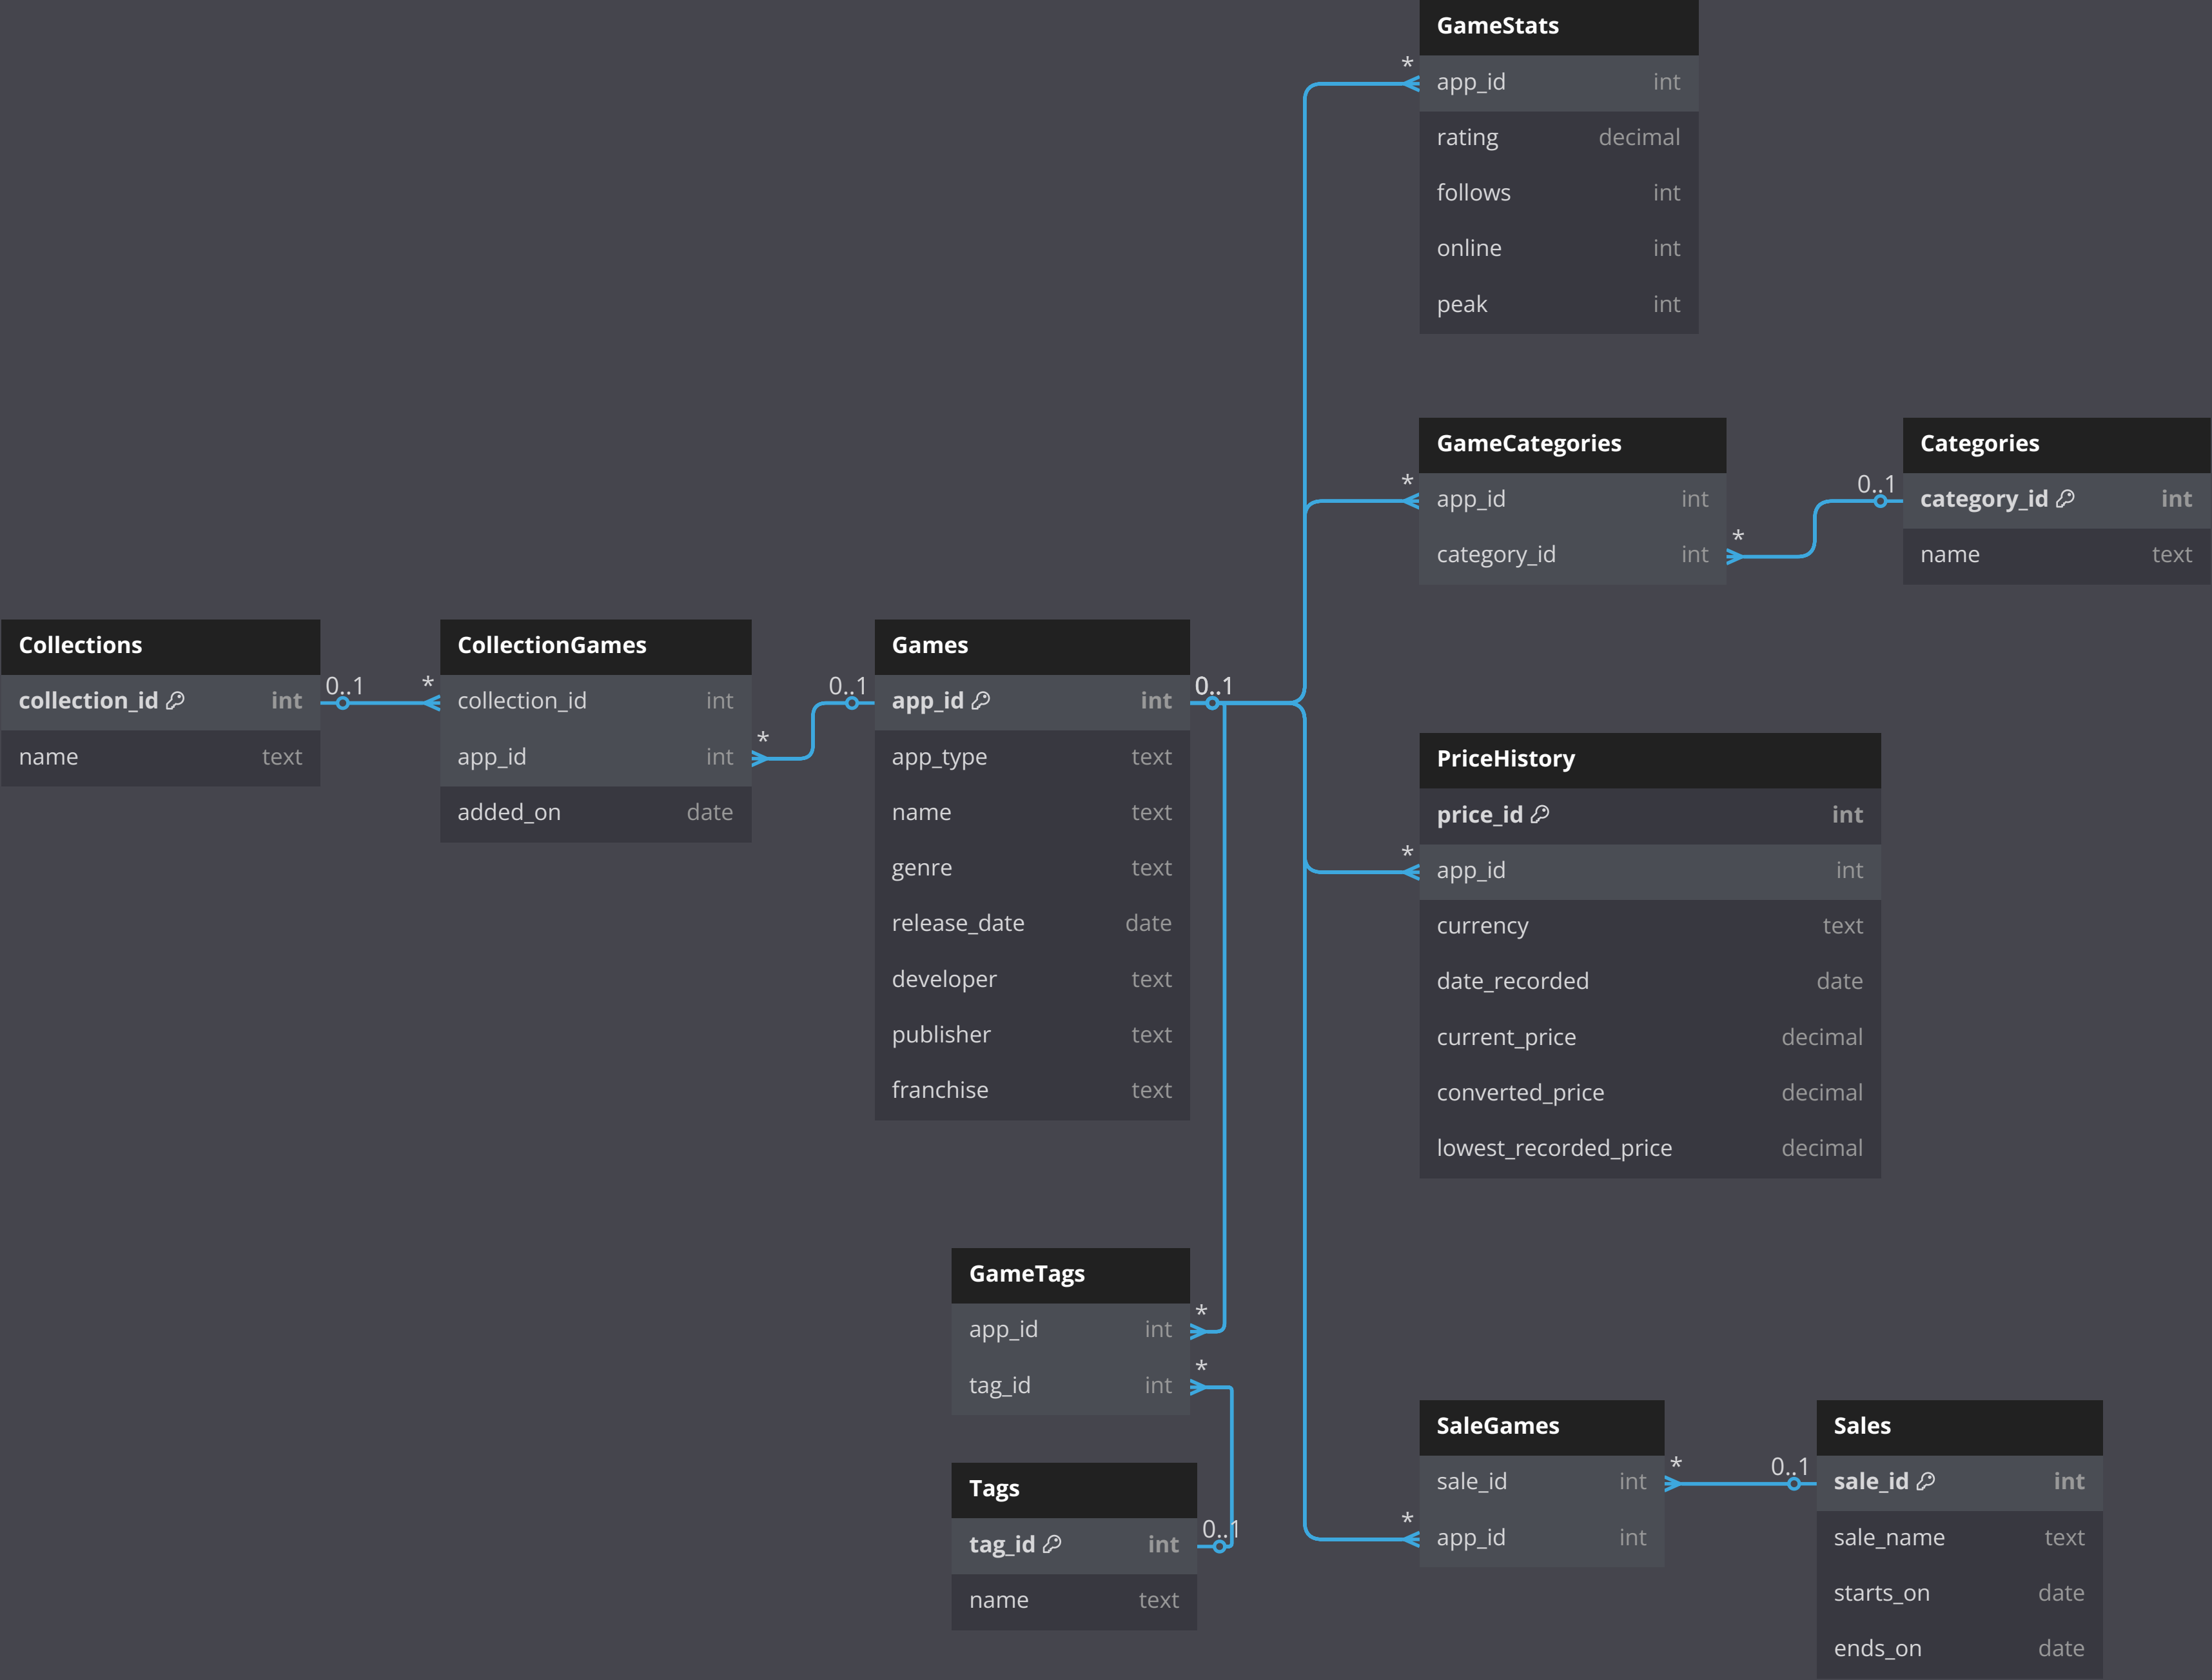 GameStats
*
app_id int
rating decimal
follows int
online int
peak int
GameCategories
*
app_id int
category_id int
*
Categories
0..1
category_id int
name text
Collections
collection_id int
0..1
name text
CollectionGames
*
collection_id int
app_id int
*
added_on date
Games
0..1
app_id int
0..1
app_type text
name text
genre text
release_date date
developer text
publisher text
franchise text
PriceHistory
price_id int
*
app_id int
currency text
date_recorded date
current_price decimal
converted_price decimal
lowest_recorded_price decimal
GameTags
*
app_id int
*
tag_id int
Tags
0..1
tag_id int
name text
SaleGames
*
sale_id int
*
app_id int
Sales
0..1
sale_id int
sale_name text
starts_on date
ends_on date